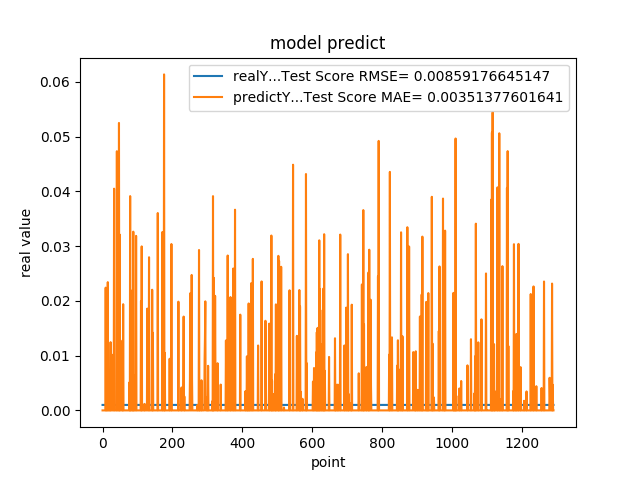 model predict
realY...Test Score RMSE= 0.00859176645147
predictY...Test Score MAE= 0.00351377601641
real value
0.06
0.05
0.04
0.03
0.02
0.01
0.00
0 200 400 600 800 1000 1200
point